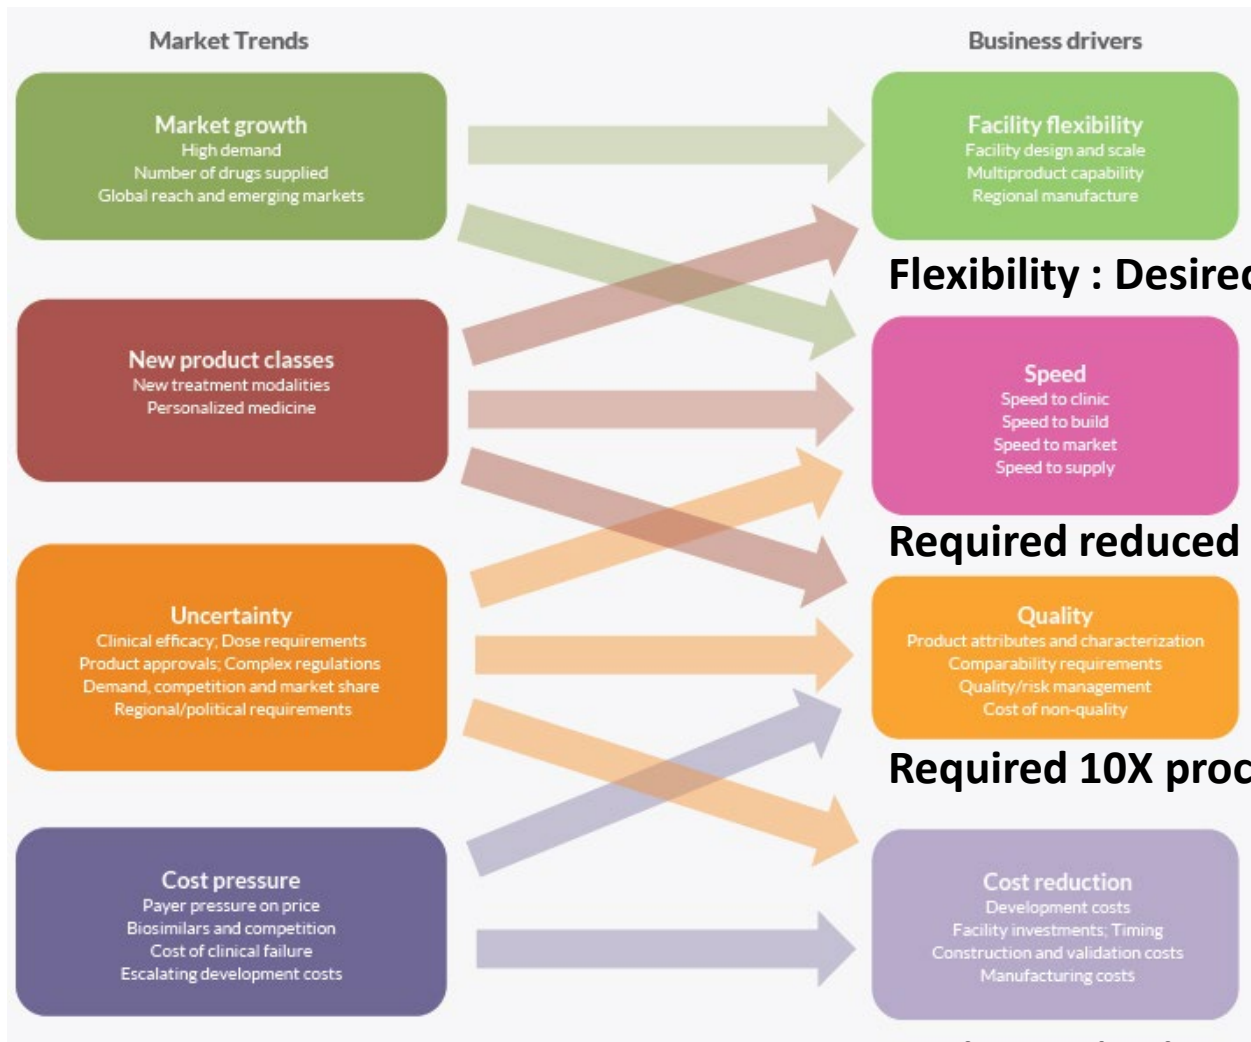 Market Trends
Business drivers
Market growth
High demand
Number of drugs supplied
Global reach and emerging markets
Facility flexibility
Facility design and scale
Multiproduct capability
Regional manufacture
Flexibility : Desired
New product classes
New treatment modalities
Personalized medicine
Speed
Speed to clinic
Speed to build
Speed to market
Speed to supply
Required reduced
Uncertainty
Clinical efficacy; Dose requirements
Product approvals; Complex regulations
Demand, competition and market share
Regional/political requirements
Quality
Product attributes and characterization
Comparability requirements
Quality/risk management
Cost of non-quality
Required 10X proc
Cost pressure
Payer pressure on price
Biosimilars and competition
Cost of clinical failure
Escalating development costs
Cost reduction
Development costs
Facility investments; Timing
Construction and validation costs
Manufacturing costs